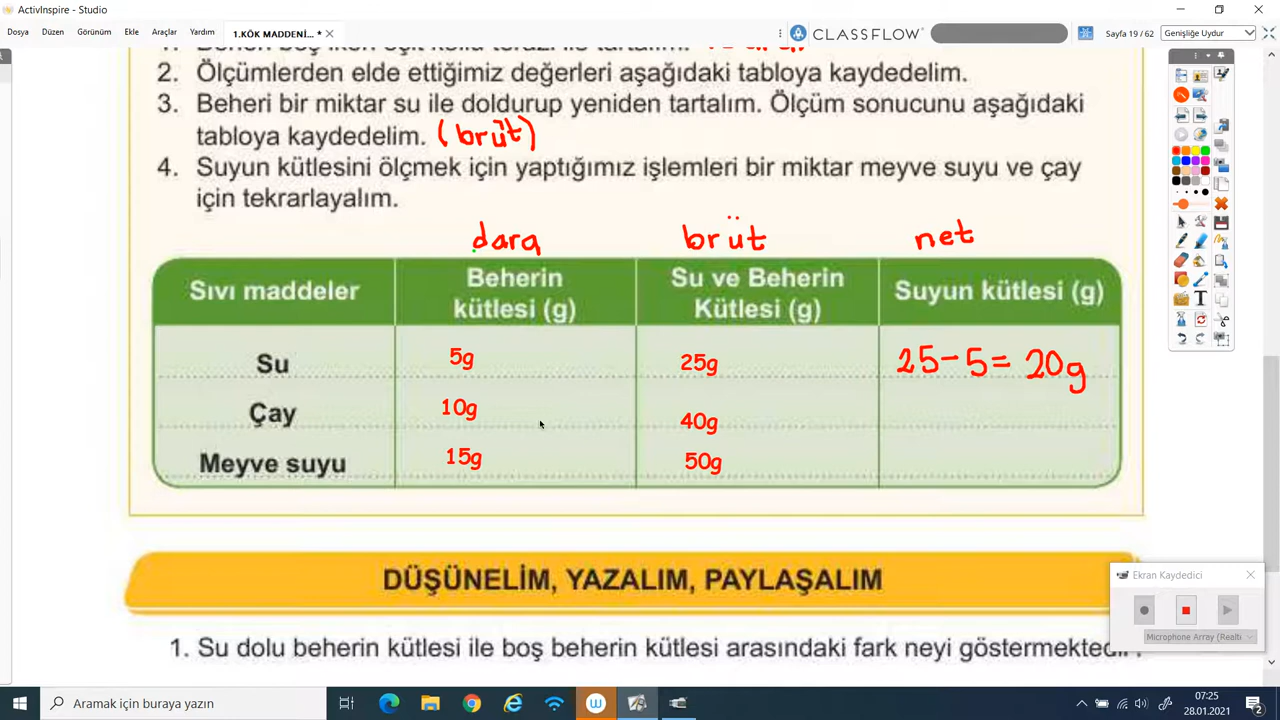 ActivInspire - Studio
Dosya Düzen Görünüm Ekle Araçlar Yardım
1.KÖK MADDENİ... *
CLASSFLOW
Sayfa 19 / 62
Genişliğe Uydur
2. Ölçümlerden elde ettiğimiz değerleri aşağıdaki tabloya kaydedelim.
3. Beheri bir miktar su ile doldurup yeniden tartalım. Ölçüm sonucunu aşağıdaki
tabloya kaydedelim. (brüt)
4. Suyun kütlesini ölçmek için yaptığımız işlemleri bir miktar meyve suyu ve çay
için tekrarlayalım.
dara brüt net
Sıvı maddeler
Beherin
kütlesi (g)
Su ve Beherin
Kütlesi (g)
Suyun kütlesi (g)
Su 5g 25g 25-5= 20g
Çay 10g 40g
Meyve suyu 15g 50g
DÜŞÜNELİM, YAZALIM, PAYLAŞALIM
1. Su dolu beherin kütlesi ile boş beherin kütlesi arasındaki fark neyi göstermektedir?
Ekran Kaydedici
Microphone Array (Realt
Aramak için buraya yazın
07:25
28.01.2021
2